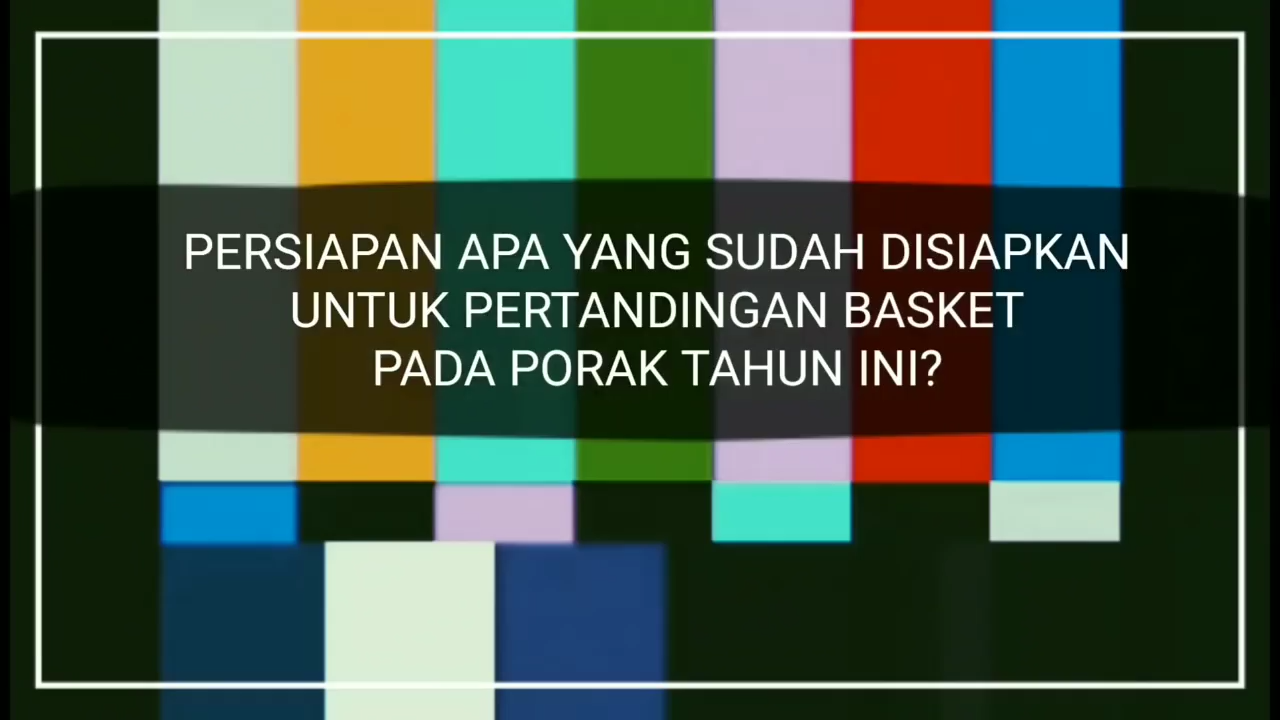 PERSIAPAN APA YANG SUDAH DISIAPKAN
UNTUK PERTANDINGAN BASKET
PADA PORAK TAHUN INI?